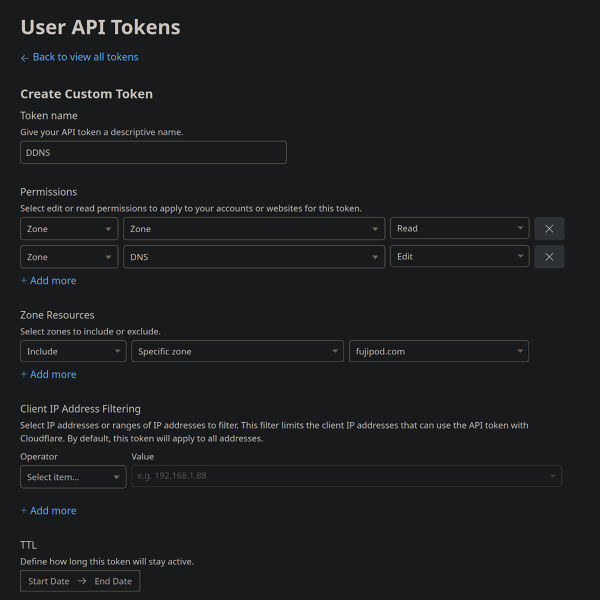 User API Tokens
← Back to view all tokens
Create Custom Token
Token name
Give your API token a descriptive name.
DDNS
Permissions
Select edit or read permissions to apply to your accounts or websites for this token.
Zone Zone Read
Zone DNS Edit
+ Add more
Zone Resources
Select zones to include or exclude.
Include Specific zone fujipod.com
+ Add more
Client IP Address Filtering
Select IP addresses or ranges of IP addresses to filter. This filter limits the client IP addresses that can use the API token with
Cloudflare. By default, this token will apply to all addresses.
Operator Value
Select item... e.g. 192.168.1.88
+ Add more
TTL
Define how long this token will stay active.
Start Date → End Date